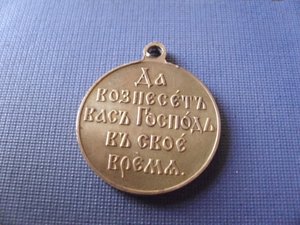 Да
вознесетъ
васъ Господь
въ свое
время.